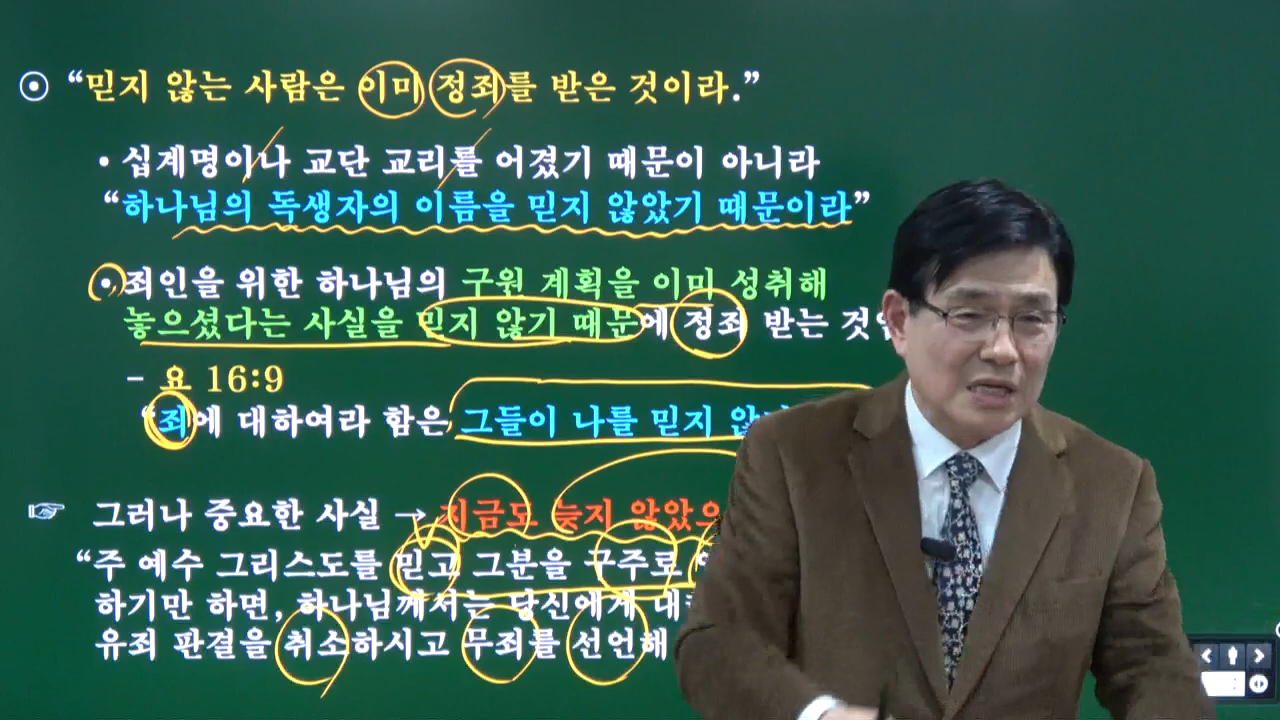 ⊙ “믿지 않는 사람은 이미 정죄를 받은 것이라.”
• 십계명이나 교단 교리를 어겼기 때문이 아니라
“하나님의 독생자의 이름을 믿지 않았기 때문이라”
• 죄인을 위한 하나님의 구원 계획을 이미 성취해
놓으셨다는 사실을 믿지 않기 때문에 정죄 받는
- 요 16:9
“죄에 대하여라 함은 그들이 나를 믿지
☞ 그러나 중요한 사실 → 지금도 늦지
“주 예수 그리스도를 믿고 그분을 구주로
하기만 하면, 하나님께서는 당신에게
유죄 판결을 취소하시고 무죄를 선언해